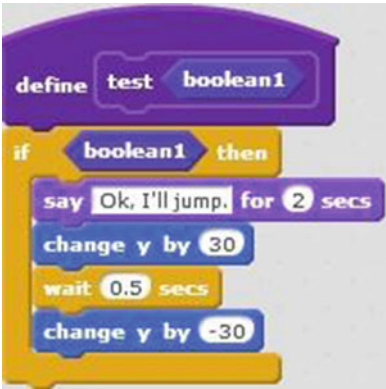 define test boolean1
if boolean1 then
say Ok, I'll jump. for 2 secs
change y by 30
wait 0.5 secs
change y by -30